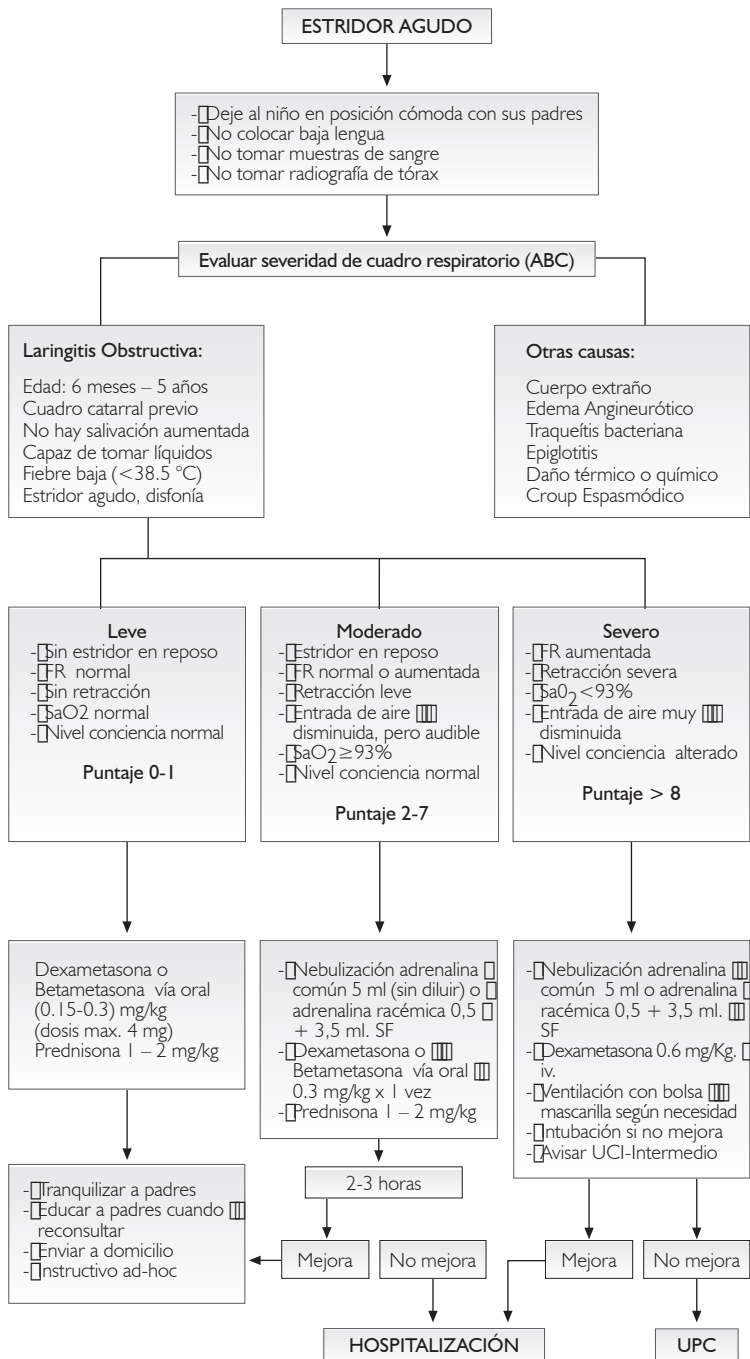 ESTRIDOR AGUDO
- Deje al niño en posición cómoda con sus padres
- No colocar baja lengua
- No tomar muestras de sangre
- No tomar radiografía de tórax
Evaluar severidad de cuadro respiratorio (ABC)
Laringitis Obstructiva:
Edad: 6 meses – 5 años
Cuadro catarral previo
No hay salivación aumentada
Capaz de tomar líquidos
Fiebre baja (<38.5 °C)
Estridor agudo, disfonía
Otras causas:
Cuerpo extraño
Edema Angineurótico
Traqueítis bacteriana
Epiglotitis
Daño térmico o químico
Croup Espasmódico
Leve
- Sin estridor en reposo
- FR normal
- Sin retracción
- SaO2 normal
- Nivel conciencia normal
Puntaje 0-1
Moderado
- Estridor en reposo
- FR normal o aumentada
- Retracción leve
- Entrada de aire
disminuida, pero audible
- SaO2≥93%
- Nivel conciencia normal
Puntaje 2-7
Severo
- FR aumentada
- Retracción severa
- Sa02<93%
- Entrada de aire muy
disminuida
- Nivel conciencia alterado
Puntaje > 8
Dexametasona o
Betametasona vía oral
(0.15-0.3) mg/kg
(dosis max. 4 mg)
Prednisona 1 – 2 mg/kg
- Nebulización adrenalina
común 5 ml (sin diluir) o
adrenalina racémica 0,5
+ 3,5 ml. SF
- Dexametasona o
Betametasona vía oral
0.3 mg/kg x 1 vez
- Prednisona 1 – 2 mg/kg
- Nebulización adrenalina
común 5 ml o adrenalina
racémica 0,5 + 3,5 ml.
SF
- Dexametasona 0.6 mg/Kg.
iv.
- Ventilación con bolsa
mascarilla según necesidad
- Intubación si no mejora
- Avisar UCI-Intermedio
- Tranquilizar a padres
- Educar a padres cuando
reconsultar
- Enviar a domicilio
- Instructivo ad-hoc
2-3 horas
Mejora
No mejora
Mejora
No mejora
HOSPITALIZACIÓN
UPC